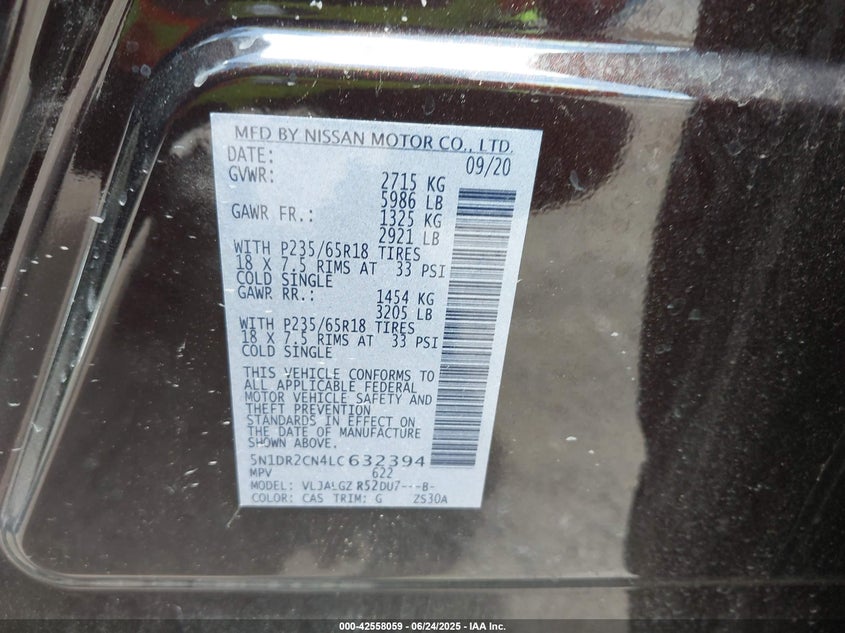 MFD BY NISSAN MOTOR CO., LTD.
DATE: 09/20
GVWR: 2715 KG
5986 LB
GAWR FR.: 1325 KG
2921 LB
WITH P235/65R18 TIRES
18 X 7.5 RIMS AT 33 PSI
COLD SINGLE
GAWR RR.: 1454 KG
3205 LB
WITH P235/65R18 TIRES
18 X 7.5 RIMS AT 33 PSI
COLD SINGLE
THIS VEHICLE CONFORMS TO
ALL APPLICABLE FEDERAL
MOTOR VEHICLE SAFETY AND
THEFT PREVENTION
STANDARDS IN EFFECT ON
THE DATE OF MANUFACTURE
SHOWN ABOVE.
5N1DR2CN4LC632394
MPV 622
MODEL: VLJALGZ R52DU7---B-
COLOR: CAS TRIM: G ZS30A
000-42558059 - 06/24/2025 - IAA Inc.